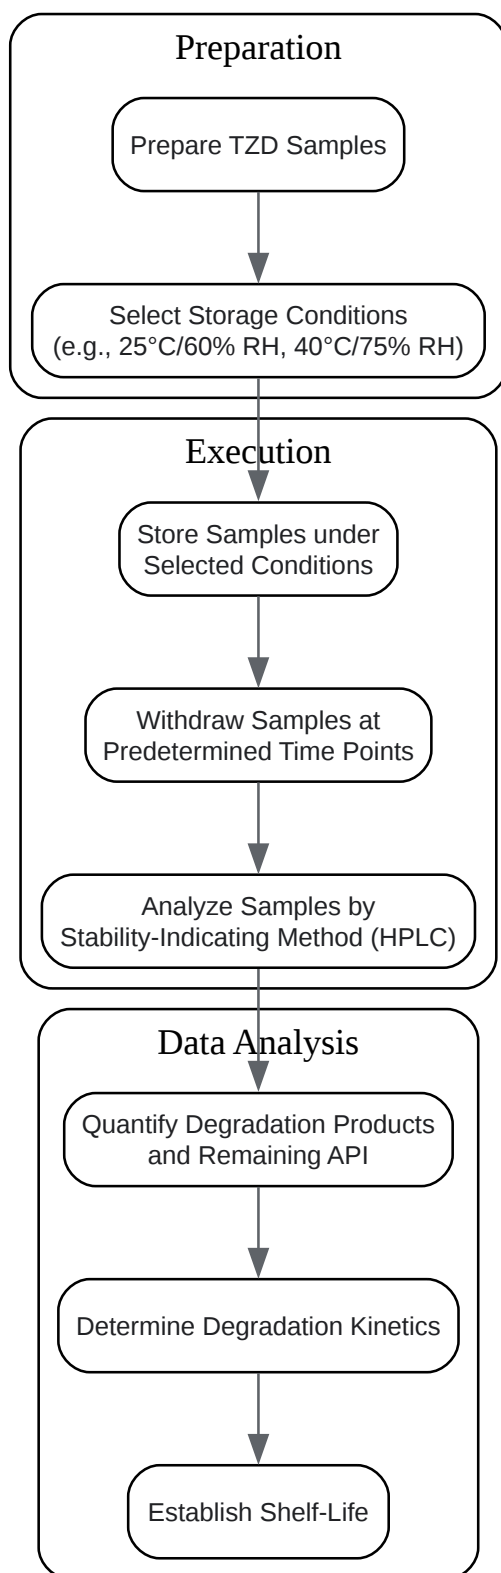 Preparation
Prepare TZD Samples
Select Storage Conditions
(e.g., 25°C/60% RH, 40°C/75% RH)
Execution
Store Samples under
Selected Conditions
Withdraw Samples at
Predetermined Time Points
Analyze Samples by
Stability-Indicating Method (HPLC)
Data Analysis
Quantify Degradation Products
and Remaining API
Determine Degradation Kinetics
Establish Shelf-Life